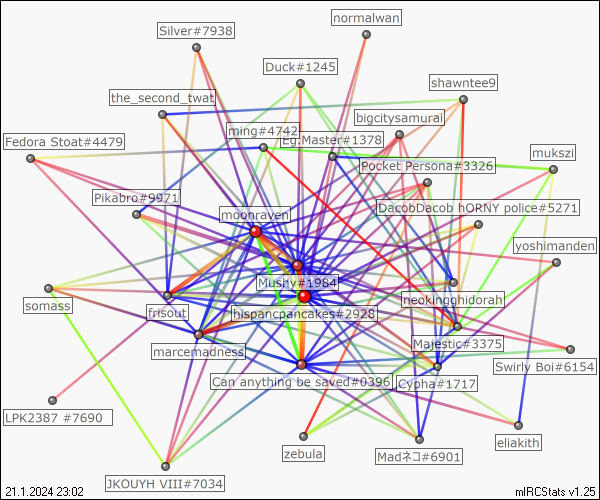 normalwan
Silver#7938
Duck#1245
shawntee9
the_second_twat
bigcitysamurai
ming#4742
Eg.Master#1378
Fedora Stoat#4479
mukszi
Pocket Persona#3326
Pikabro#9971
DacobDacob hORNY police#5271
moonraven
yoshimanden
Mushy#1984
neokingghidorah
somass
frisout
hispancpancakes#2928
Majestic#3375
marcemadness
Swirly Boi#6154
Can anything be saved#0396
Cypha#1717
LPK2387 #7690
eliakith
zebula
Madネコ#6901
JKOUYH VIII#7034
21.1.2024 23:02
mIRCStats v1.25